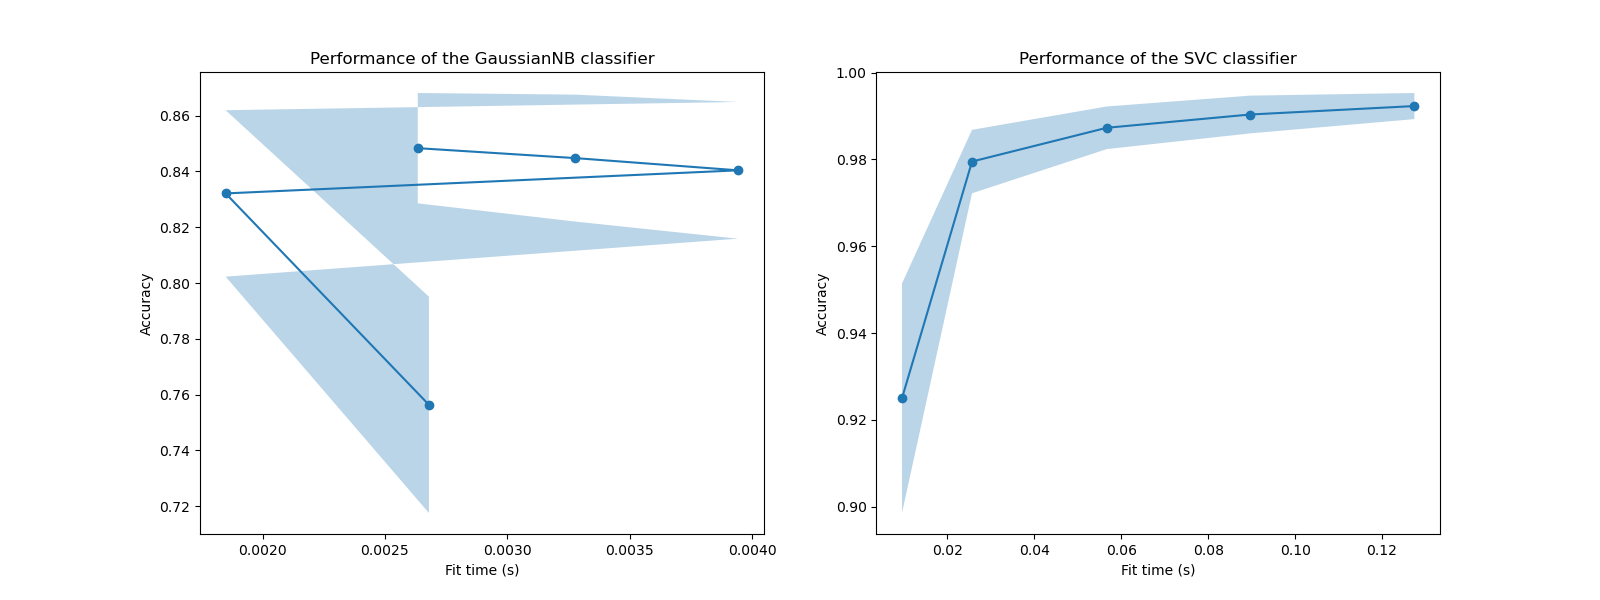 Performance of the GaussianNB classifier
Accuracy
0.86
0.84
0.82
0.80
0.78
0.76
0.74
0.72
0.0020 0.0025 0.0030 0.0035 0.0040
Fit time (s)
Performance of the SVC classifier
Accuracy
1.00
0.98
0.96
0.94
0.92
0.90
0.02 0.04 0.06 0.08 0.10 0.12
Fit time (s)